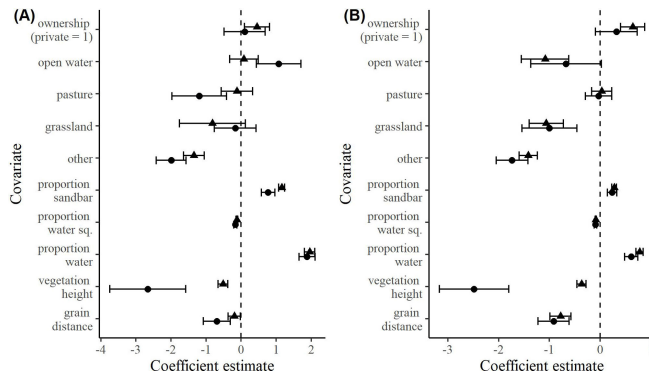 (A)
Covariate
ownership
(private = 1)
open water
pasture
grassland
other
proportion
sandbar
proportion
water sq.
proportion
water
vegetation
height
grain
distance
-4 -3 -2 -1 0 1 2
Coefficient estimate
(B)
Covariate
ownership
(private = 1)
open water
pasture
grassland
other
proportion
sandbar
proportion
water sq.
proportion
water
vegetation
height
grain
distance
-3 -2 -1 0
Coefficient estimate